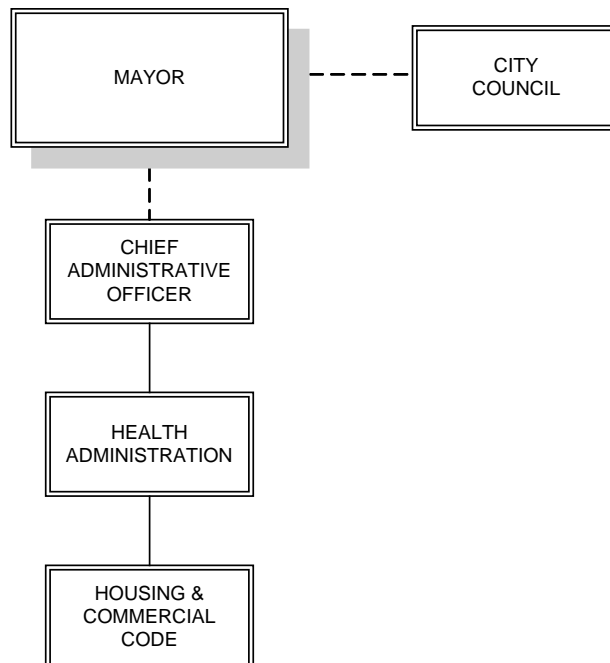 MAYOR
CITY
COUNCIL
CHIEF
ADMINISTRATIVE
OFFICER
HEALTH
ADMINISTRATION
HOUSING &
COMMERCIAL
CODE